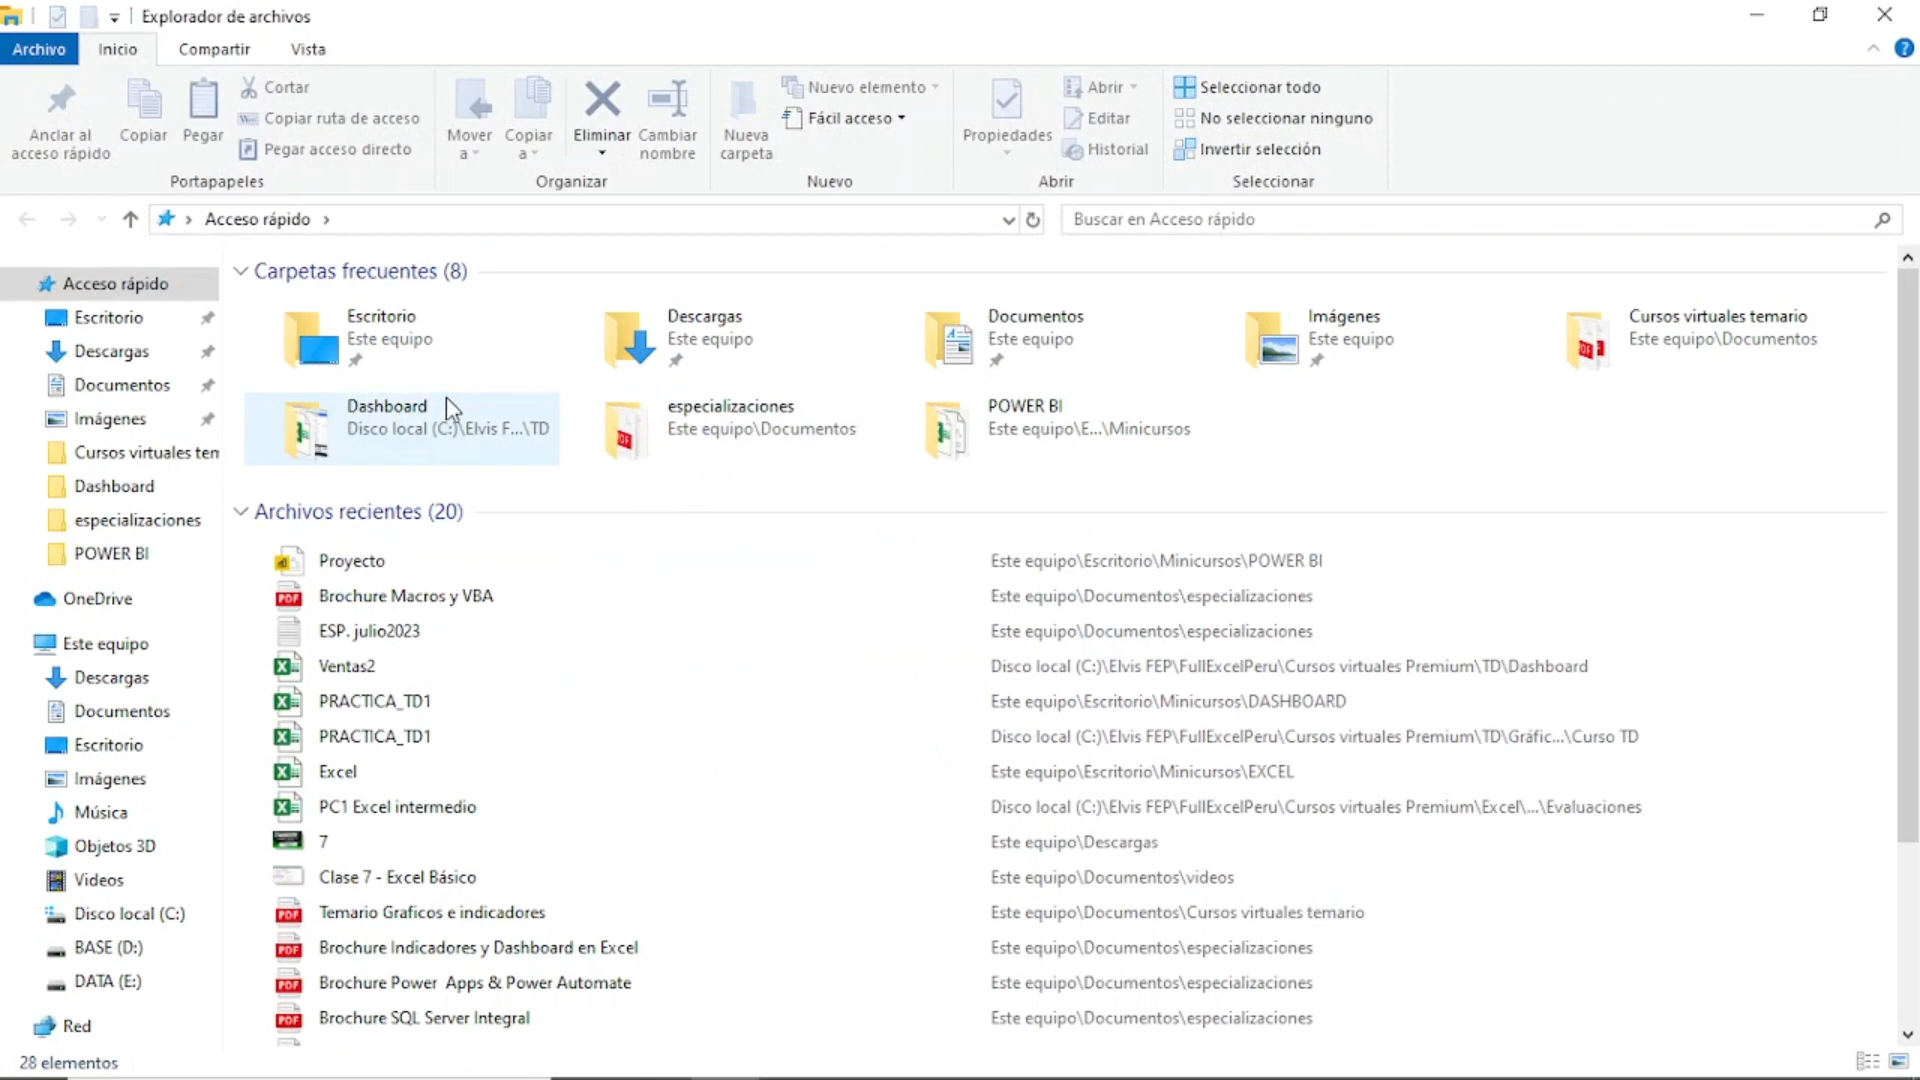 Explorador de archivos
Archivo Inicio Compartir Vista
Anclar al acceso rápido
Copiar
Pegar
Cortar
Copiar ruta de acceso
Pegar acceso directo
Portapapeles
Mover a
Copiar a
Eliminar
Cambiar nombre
Organizar
Nueva carpeta
Nuevo elemento
Fácil acceso
Nuevo
Propiedades
Abrir
Editar
Historial
Abrir
Seleccionar todo
No seleccionar ninguno
Invertir selección
Seleccionar
Acceso rápido
Buscar en Acceso rápido
Acceso rápido
Escritorio
Descargas
Documentos
Imágenes
Cursos virtuales tem
Dashboard
especializaciones
POWER BI
OneDrive
Este equipo
Descargas
Documentos
Escritorio
Imágenes
Música
Objetos 3D
Videos
Disco local (C:)
BASE (D:)
DATA (E:)
Red
Carpetas frecuentes (8)
Escritorio
Este equipo
Descargas
Este equipo
Documentos
Este equipo
Imágenes
Este equipo
Cursos virtuales temario
Este equipo\Documentos
Dashboard
Disco local (C:)\Elvis F...\TD
especializaciones
Este equipo\Documentos
POWER BI
Este equipo\E...\Minicursos
Archivos recientes (20)
Proyecto Este equipo\Escritorio\Minicursos\POWER BI
PDF Brochure Macros y VBA Este equipo\Documentos\especializaciones
ESP. julio2023 Este equipo\Documentos\especializaciones
Ventas2 Disco local (C:)\Elvis FEP\FullExcelPeru\Cursos virtuales Premium\TD\Dashboard
PRACTICA_TD1 Este equipo\Escritorio\Minicursos\DASHBOARD
PRACTICA_TD1 Disco local (C:)\Elvis FEP\FullExcelPeru\Cursos virtuales Premium\TD\Gráfic...\Curso TD
Excel Este equipo\Escritorio\Minicursos\EXCEL
PC1 Excel intermedio Disco local (C:)\Elvis FEP\FullExcelPeru\Cursos virtuales Premium\Excel\...\Evaluaciones
7 Este equipo\Descargas
Clase 7 - Excel Básico Este equipo\Documentos\videos
PDF Temario Graficos e indicadores Este equipo\Documentos\Cursos virtuales temario
PDF Brochure Indicadores y Dashboard en Excel Este equipo\Documentos\especializaciones
PDF Brochure Power Apps & Power Automate Este equipo\Documentos\especializaciones
PDF Brochure SQL Server Integral Este equipo\Documentos\especializaciones
28 elementos